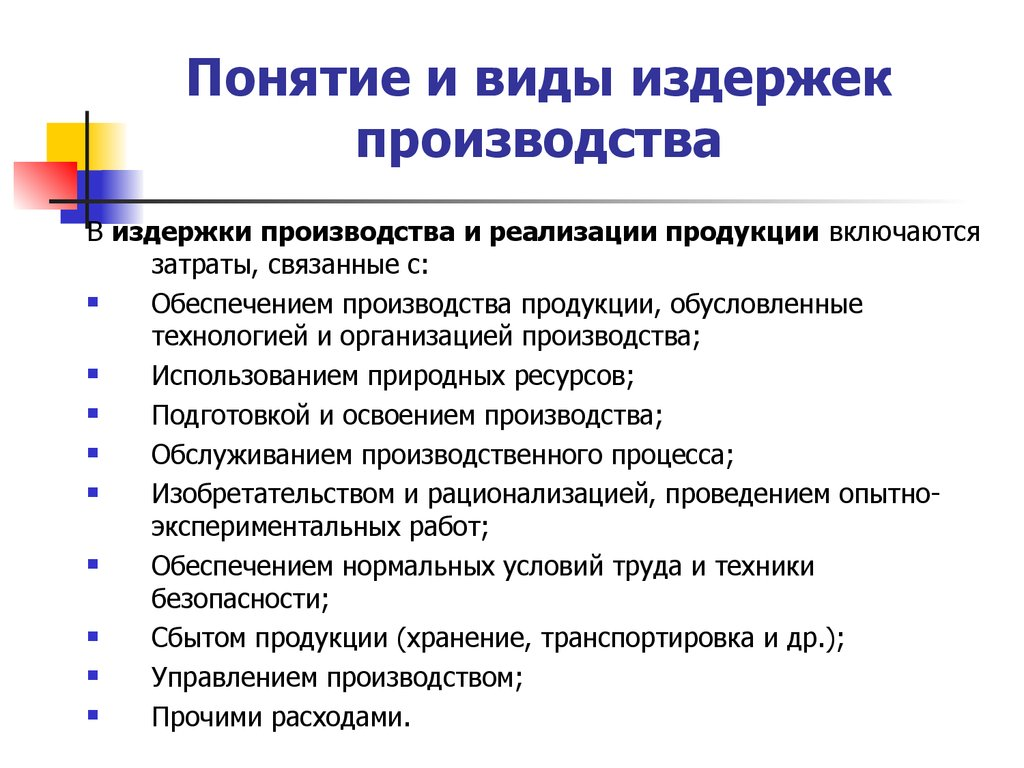 Понятие и виды издержек
производства
В издержки производства и реализации продукции включаются
затраты, связанные с:
Обеспечением производства продукции, обусловленные
технологией и организацией производства;
Использованием природных ресурсов;
Подготовкой и освоением производства;
Обслуживанием производственного процесса;
Изобретательством и рационализацией, проведением опытно-
экспериментальных работ;
Обеспечением нормальных условий труда и техники
безопасности;
Сбытом продукции (хранение, транспортировка и др.);
Управлением производством;
Прочими расходами.